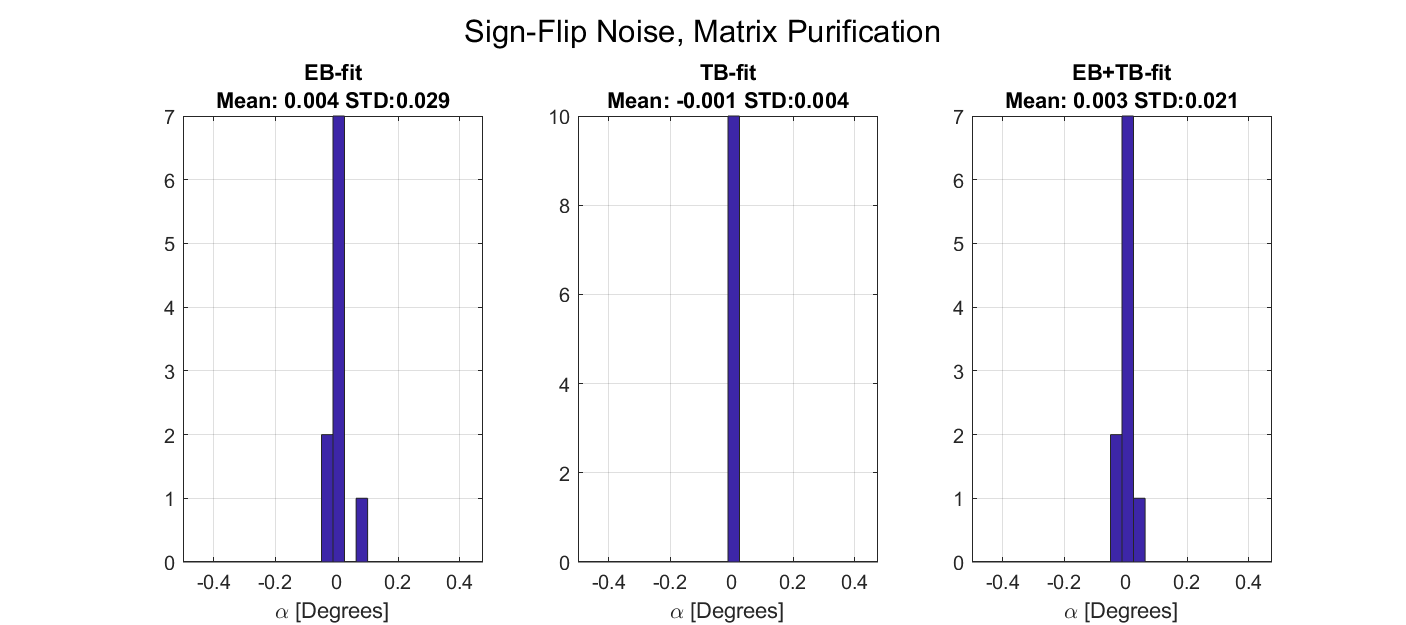 Sign-Flip Noise, Matrix Purification
EB-fit
Mean: 0.004 STD:0.029
7
6
5
4
3
2
1
0
-0.4 -0.2 0 0.2 0.4
α [Degrees]
TB-fit
Mean: -0.001 STD:0.004
10
8
6
4
2
0
-0.4 -0.2 0 0.2 0.4
α [Degrees]
EB+TB-fit
Mean: 0.003 STD:0.021
7
6
5
4
3
2
1
0
-0.4 -0.2 0 0.2 0.4
α [Degrees]